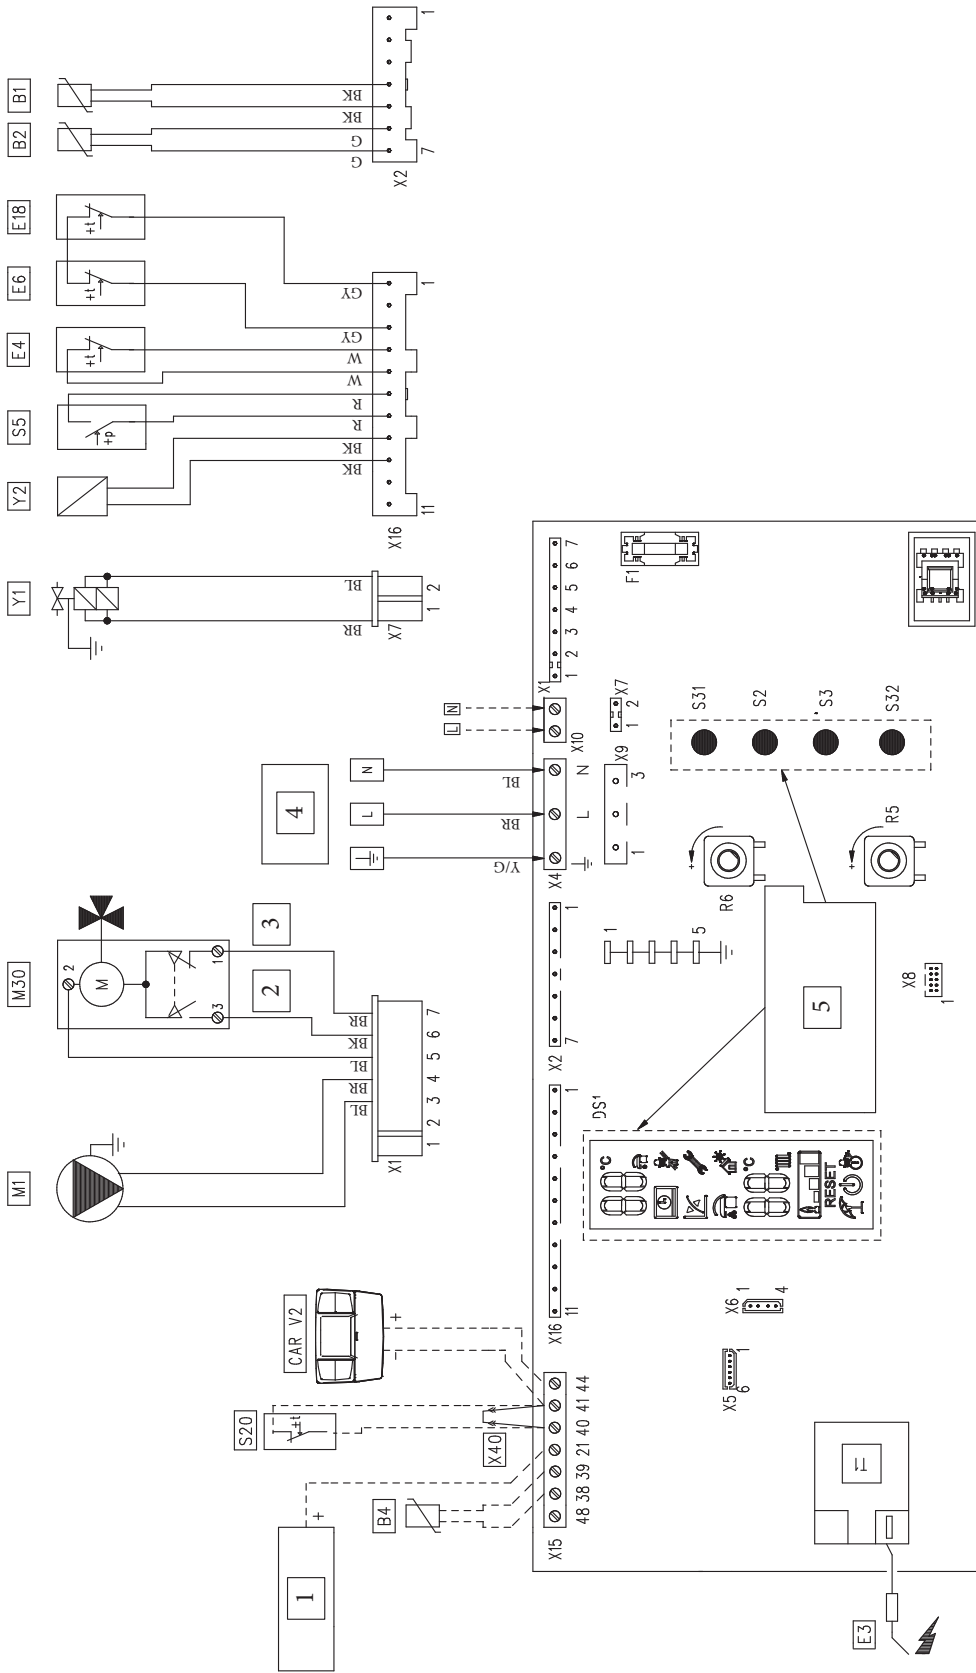 M1
M30
Y1
Y2
S5
E4
E6
E18
B2
B1
+p
+t
+t
+t
M
2
3
1
2
3
4
CAR V2
S20
±t
X40
B4
1
+
-
+
BL
BR
BL
BK
BR
X1
1 2 3 4 5 6 7
Y/G
BR
BL
L
N
L
N
BR
BL
X7
1 2
BK
BK
R
R
W
W
GY
GY
X16
11
1
G
G
BK
BK
X2
7
1
X15
48 38 39 21 40 41 44
X16
11
1
X2
7
1
X4
L
N
X10
X1
1 2 3 4 5 6 7
X9
1
3
X7
1 2
F1
1
5
DS1
°C
°C
RESET
R6
+
R5
+
S31
S2
S3
S32
5
X8
1
X6
1
4
X5
6
1
T1
E3